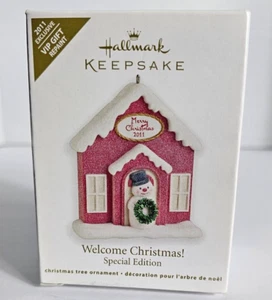 2011
EXCLUSIVE
VIP GIFT
REPAINT
Hallmark
KEEPSAKE
Merry
Christmas
2011
Welcome Christmas!
Special Edition
christmas tree ornament • décoration pour l'arbre de noël